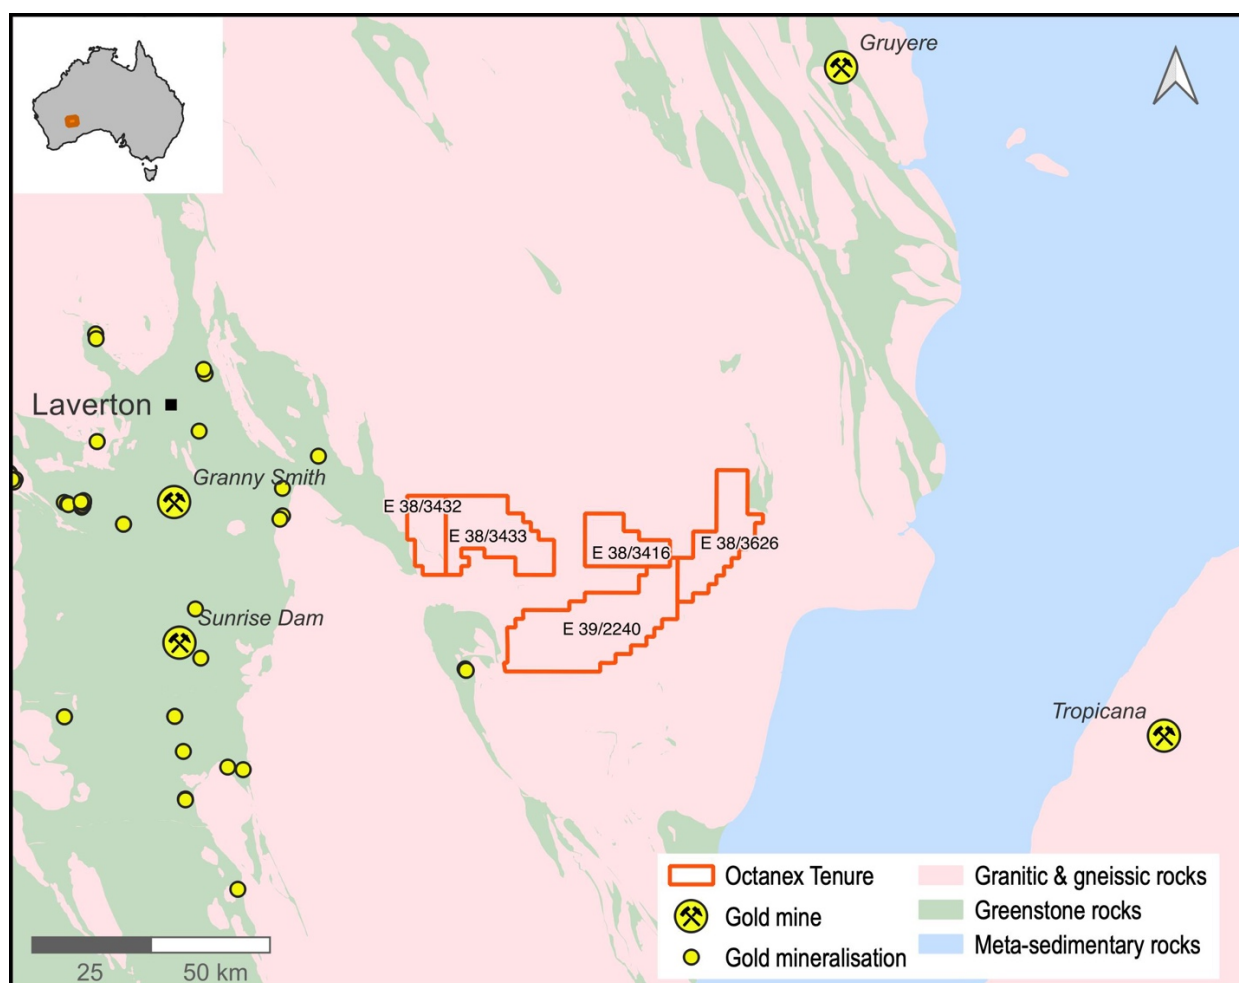 Gruyere
Laverton
Granny Smith
E 38/3432
E 38/3433
E 38/3416
E 38/3626
Sunrise Dam
E 39/2240
Tropicana
Octanex Tenure
Gold mine
Gold mineralisation
Granitic & gneissic rocks
Greenstone rocks
Meta-sedimentary rocks
25 50 km